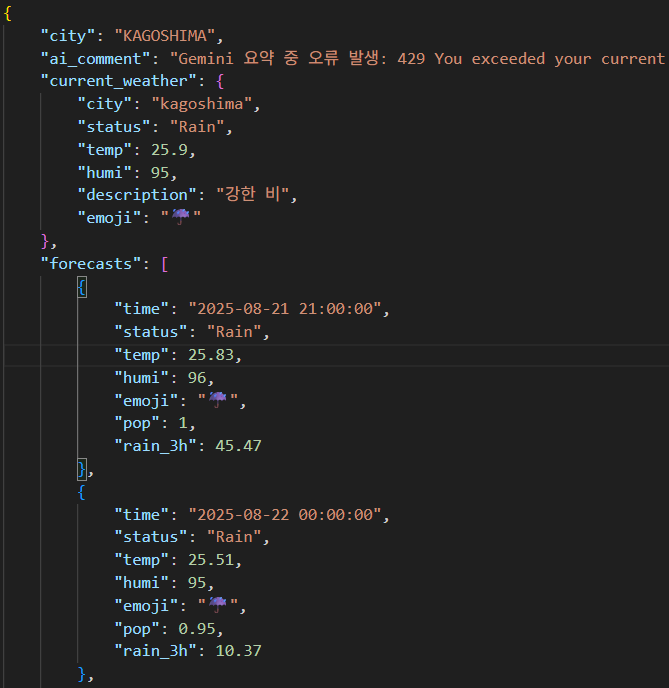 {
"city": "KAGOSHIMA",
"ai_comment": "Gemini 요약 중 오류 발생: 429 You exceeded your current
"current_weather": {
"city": "kagoshima",
"status": "Rain",
"temp": 25.9,
"humi": 95,
"description": "강한 비",
"emoji": "☔"
},
"forecasts": [
{
"time": "2025-08-21 21:00:00",
"status": "Rain",
"temp": 25.83,
"humi": 96,
"emoji": "☔",
"pop": 1,
"rain_3h": 45.47
},
{
"time": "2025-08-22 00:00:00",
"status": "Rain",
"temp": 25.51,
"humi": 95,
"emoji": "☔",
"pop": 0.95,
"rain_3h": 10.37
},